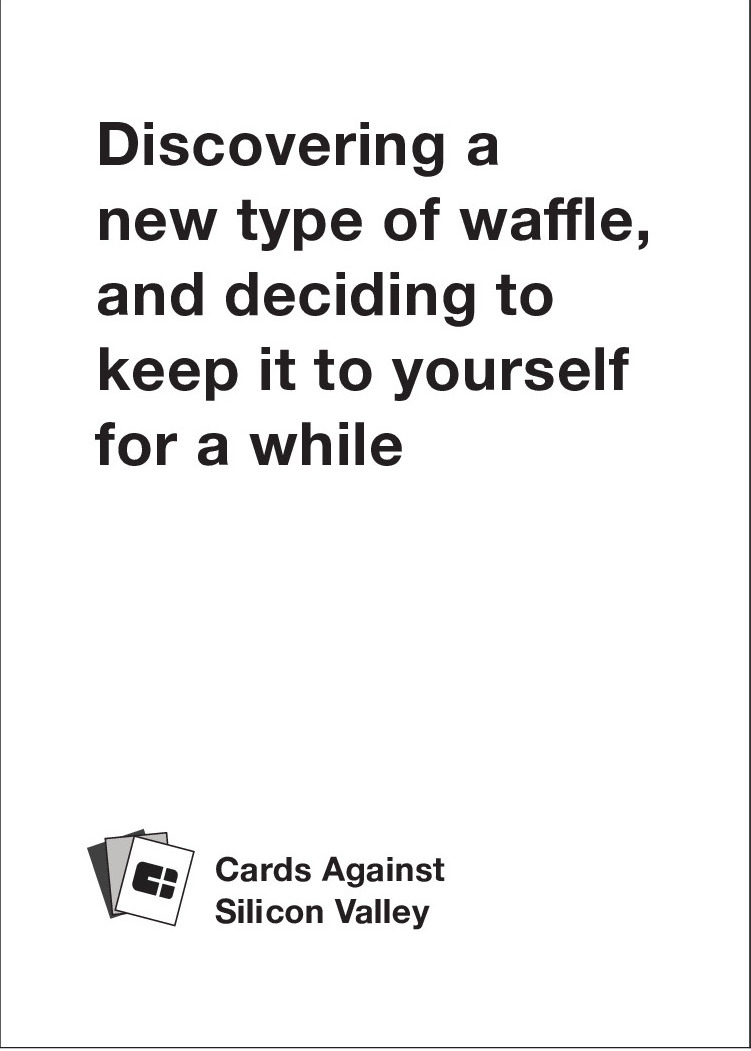 Discovering a
new type of waffle,
and deciding to
keep it to yourself
for a while
Cards Against
Silicon Valley